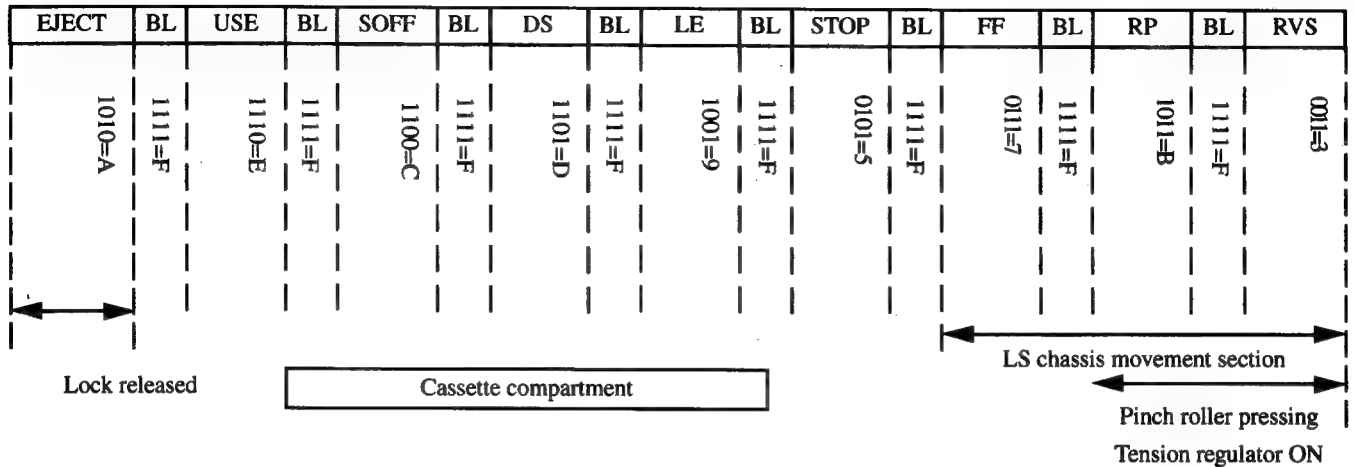 EJECT BL USE BL SOFF BL DS BL LE BL STOP BL FF BL RP BL RVS
1010=A 1111=F 1110=E 1111=F 1100=C 1111=F 1101=D 1111=F 1001=9 1111=F 0101=5 1111=F 0111=7 1111=F 1011=B 1111=F 0011=3
LS chassis movement section
Lock released Cassette compartment
Pinch roller pressing
Tension regulator ON